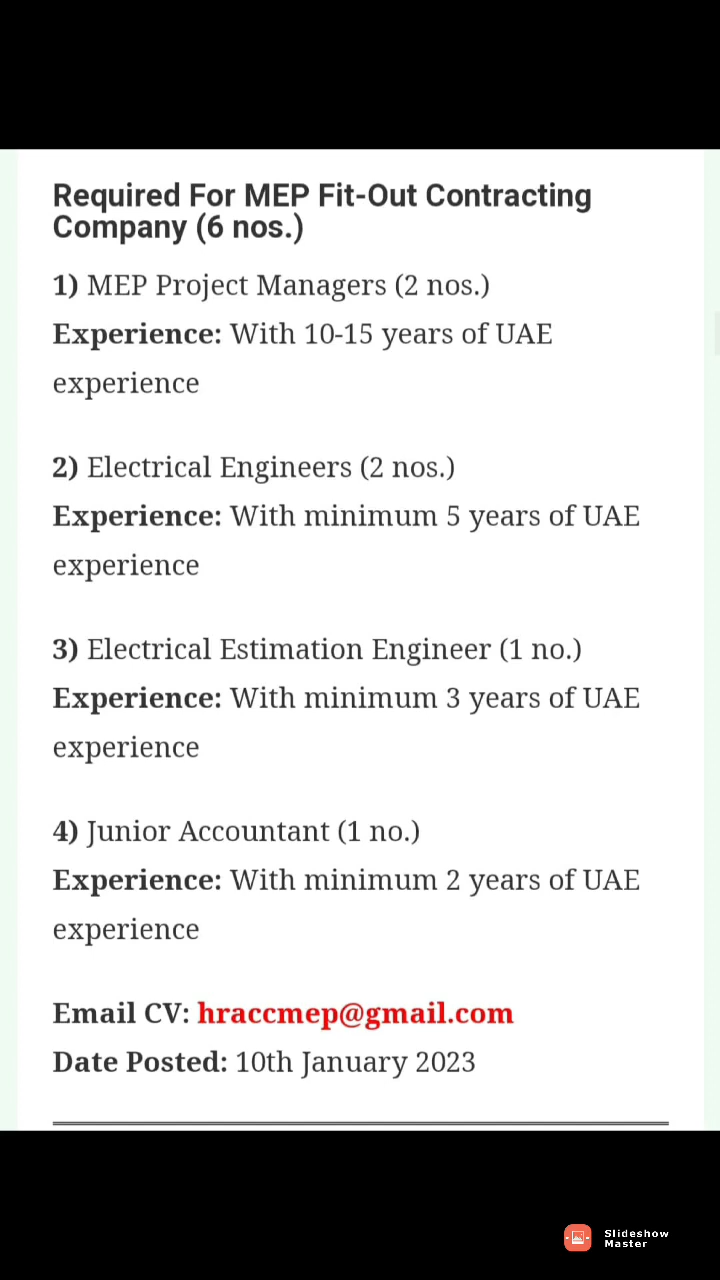 Required For MEP Fit-Out Contracting
Company (6 nos.)
1) MEP Project Managers (2 nos.)
Experience: With 10-15 years of UAE
experience
2) Electrical Engineers (2 nos.)
Experience: With minimum 5 years of UAE
experience
3) Electrical Estimation Engineer (1 no.)
Experience: With minimum 3 years of UAE
experience
4) Junior Accountant (1 no.)
Experience: With minimum 2 years of UAE
experience
Email CV: hraccmep@gmail.com
Date Posted: 10th January 2023
Slideshow
Master